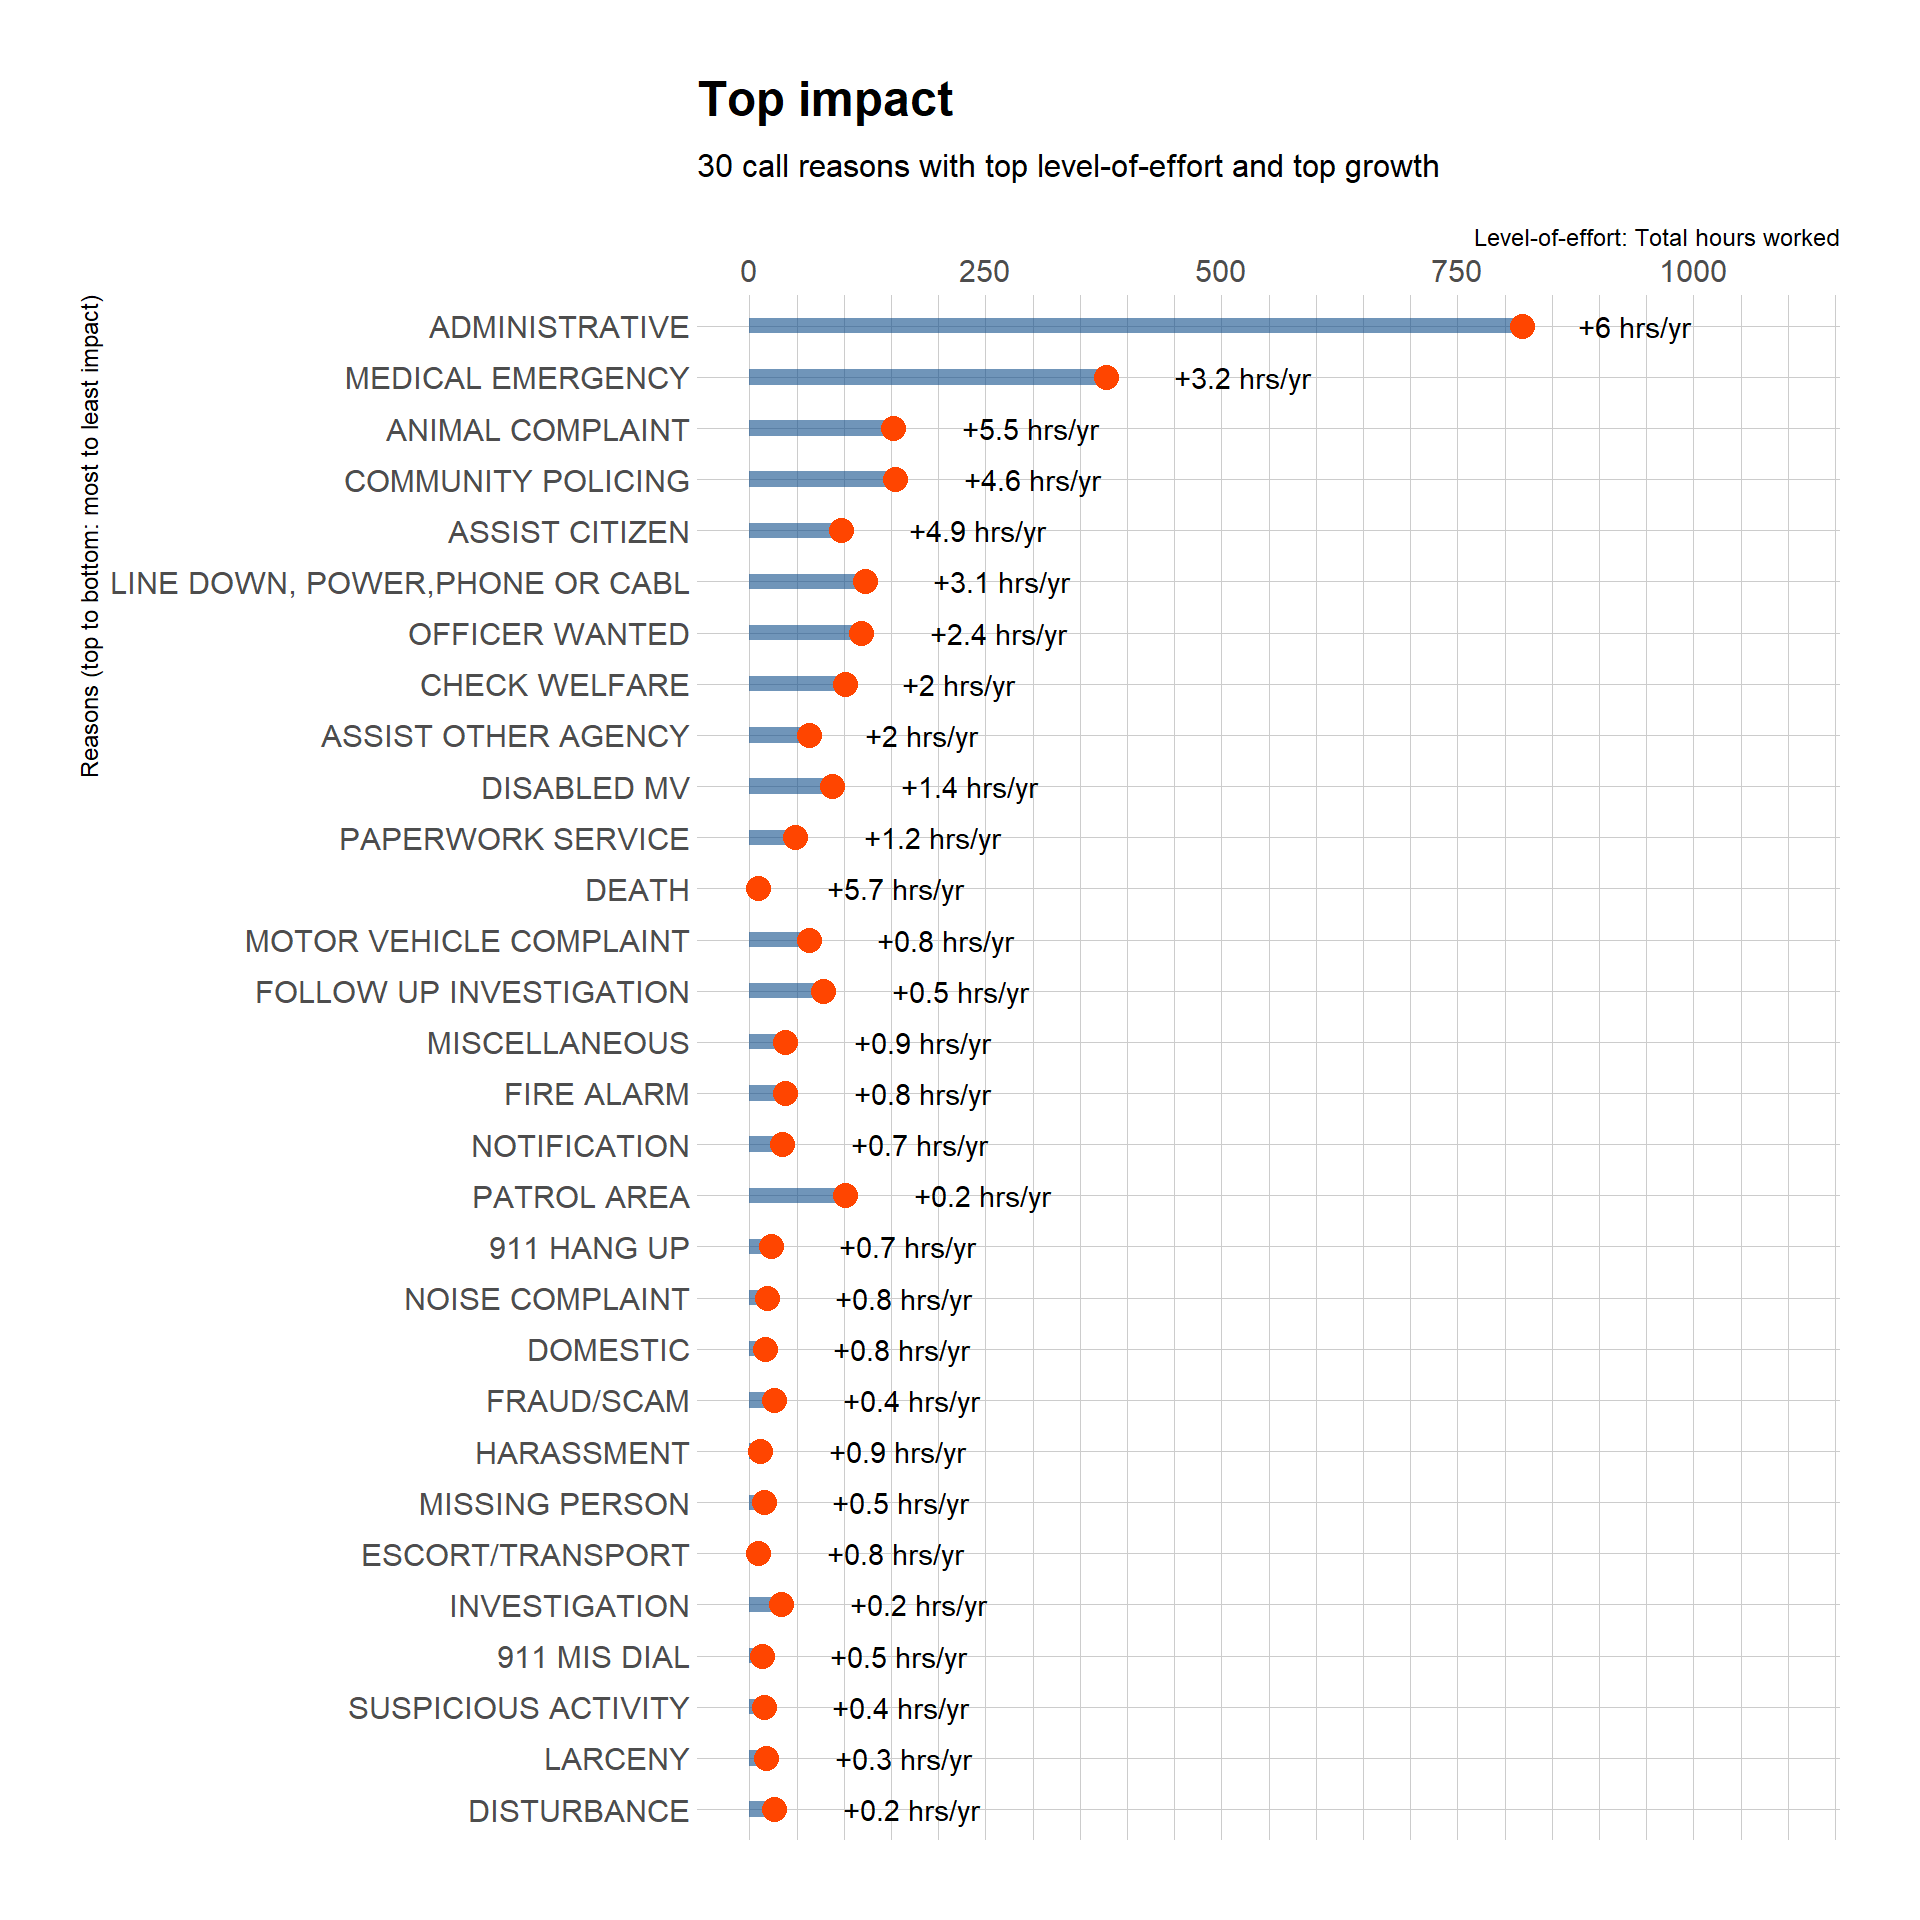 Top impact
30 call reasons with top level-of-effort and top growth
Level-of-effort: Total hours worked
0 250 500 750 1000
Reasons (top to bottom: most to least impact)
ADMINISTRATIVE +6 hrs/yr
MEDICAL EMERGENCY +3.2 hrs/yr
ANIMAL COMPLAINT +5.5 hrs/yr
COMMUNITY POLICING +4.6 hrs/yr
ASSIST CITIZEN +4.9 hrs/yr
LINE DOWN, POWER,PHONE OR CABL +3.1 hrs/yr
OFFICER WANTED +2.4 hrs/yr
CHECK WELFARE +2 hrs/yr
ASSIST OTHER AGENCY +2 hrs/yr
DISABLED MV +1.4 hrs/yr
PAPERWORK SERVICE +1.2 hrs/yr
DEATH +5.7 hrs/yr
MOTOR VEHICLE COMPLAINT +0.8 hrs/yr
FOLLOW UP INVESTIGATION +0.5 hrs/yr
MISCELLANEOUS +0.9 hrs/yr
FIRE ALARM +0.8 hrs/yr
NOTIFICATION +0.7 hrs/yr
PATROL AREA +0.2 hrs/yr
911 HANG UP +0.7 hrs/yr
NOISE COMPLAINT +0.8 hrs/yr
DOMESTIC +0.8 hrs/yr
FRAUD/SCAM +0.4 hrs/yr
HARASSMENT +0.9 hrs/yr
MISSING PERSON +0.5 hrs/yr
ESCORT/TRANSPORT +0.8 hrs/yr
INVESTIGATION +0.2 hrs/yr
911 MIS DIAL +0.5 hrs/yr
SUSPICIOUS ACTIVITY +0.4 hrs/yr
LARCENY +0.3 hrs/yr
DISTURBANCE +0.2 hrs/yr